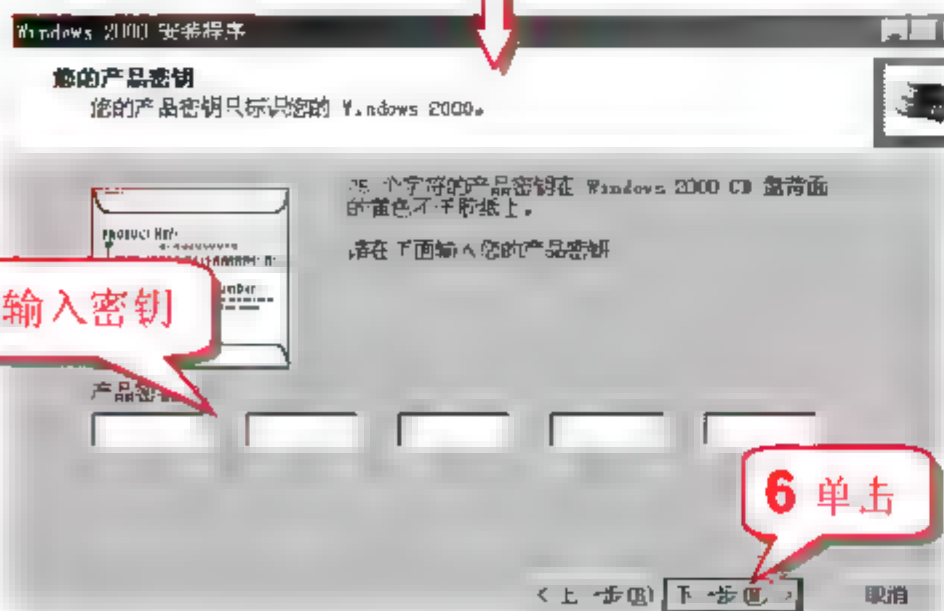 Windows 2000 安装程序
您的产品密钥
您的产品密钥只标识您的 Windows 2000。
25 个字符的产品密钥在 Windows 2000 CD 盒背面
的黄色不干胶纸上。
请在下面输入您的产品密钥
PRODUCT KEY
输入密钥
产品密
6 单击
< 上一步(B)
下一步(N) >
取消